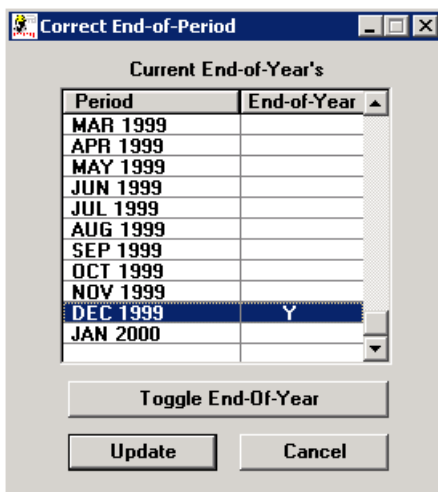 Correct End-of-Period
Current End-of-Year's
Period End-of-Year
MAR 1999
APR 1999
MAY 1999
JUN 1999
JUL 1999
AUG 1999
SEP 1999
OCT 1999
NOV 1999
DEC 1999 Y
JAN 2000
Toggle End-Of-Year
Update Cancel